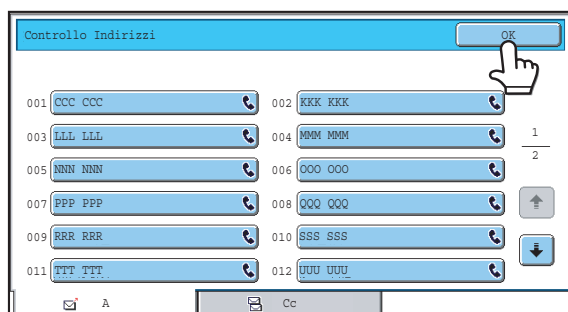 Controllo Indirizzi OK
001 CCC CCC 002 KKK KKK
003 LLL LLL 004 MMM MMM 1
005 NNN NNN 006 OOO OOO 2
007 PPP PPP 008 QQQ QQQ
009 RRR RRR 010 SSS SSS
011 TTT TTT 012 UUU UUU
A Cc